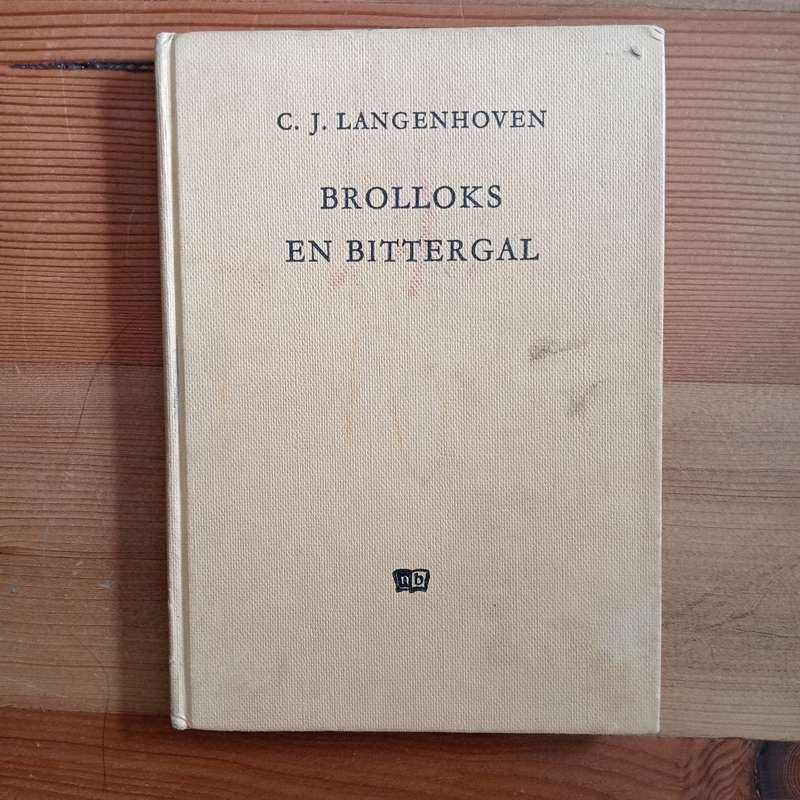 C. J. LANGENHOVEN
BROLLOKS
EN BITTERGAL
nb